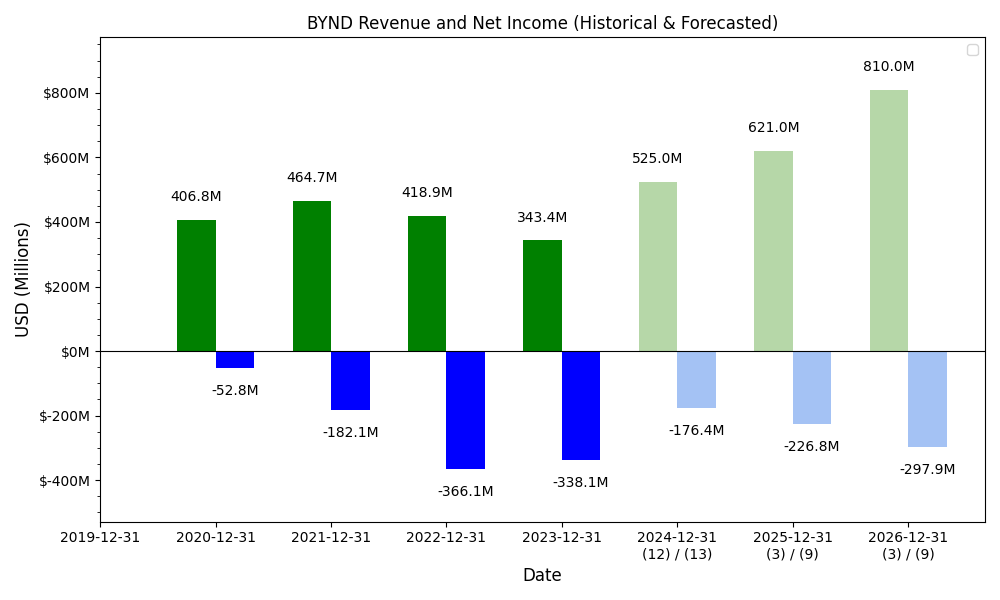 BYND Revenue and Net Income (Historical & Forecasted)
USD (Millions)
$800M
$600M
$400M
$200M
$0M
$-200M
$-400M
406.8M
464.7M
418.9M
343.4M
525.0M
621.0M
810.0M
-52.8M
-182.1M
-366.1M
-338.1M
-176.4M
-226.8M
-297.9M
2019-12-31
2020-12-31
2021-12-31
2022-12-31
2023-12-31
2024-12-31
(12) / (13)
2025-12-31
(3) / (9)
2026-12-31
(3) / (9)
Date